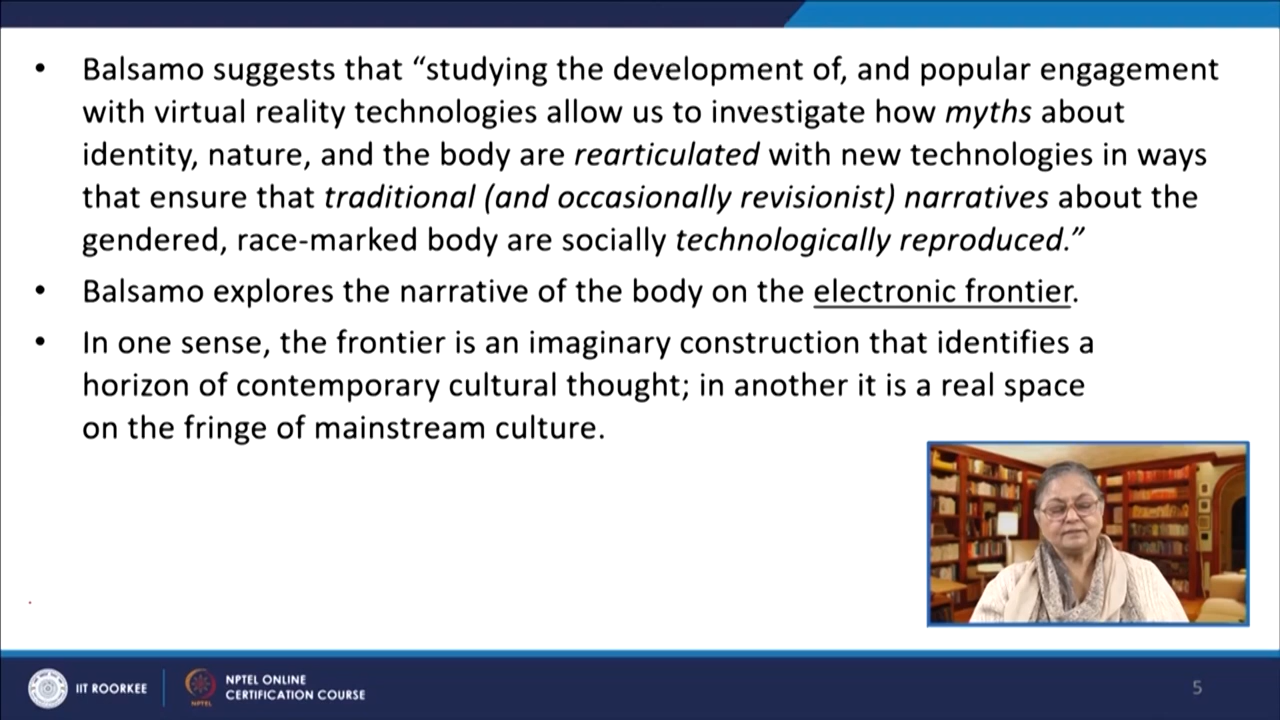 • Balsamo suggests that “studying the development of, and popular engagement
with virtual reality technologies allow us to investigate how myths about
identity, nature, and the body are rearticulated with new technologies in ways
that ensure that traditional (and occasionally revisionist) narratives about the
gendered, race-marked body are socially technologically reproduced.”
• Balsamo explores the narrative of the body on the electronic frontier.
• In one sense, the frontier is an imaginary construction that identifies a
horizon of contemporary cultural thought; in another it is a real space
on the fringe of mainstream culture.
IIT ROORKEE
NPTEL
NPTEL ONLINE
CERTIFICATION COURSE
5